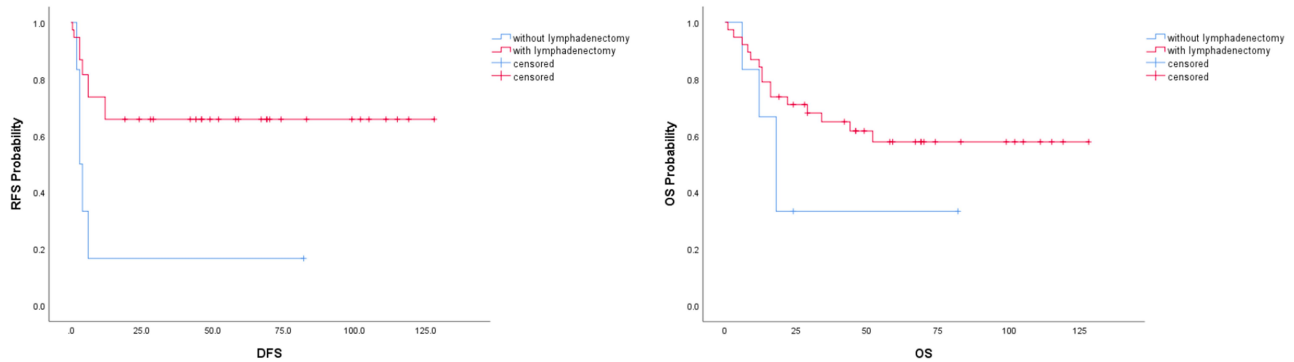 1.0
0.8
0.6
0.4
0.2
0.0
RFS Probability
.0 25.0 50.0 75.0 100.0 125.0
DFS
without lymphadenectomy
with lymphadenectomy
censored
censored
1.0
0.8
0.6
0.4
0.2
0.0
OS Probability
0 25 50 75 100 125
OS
without lymphadenectomy
with lymphadenectomy
censored
censored